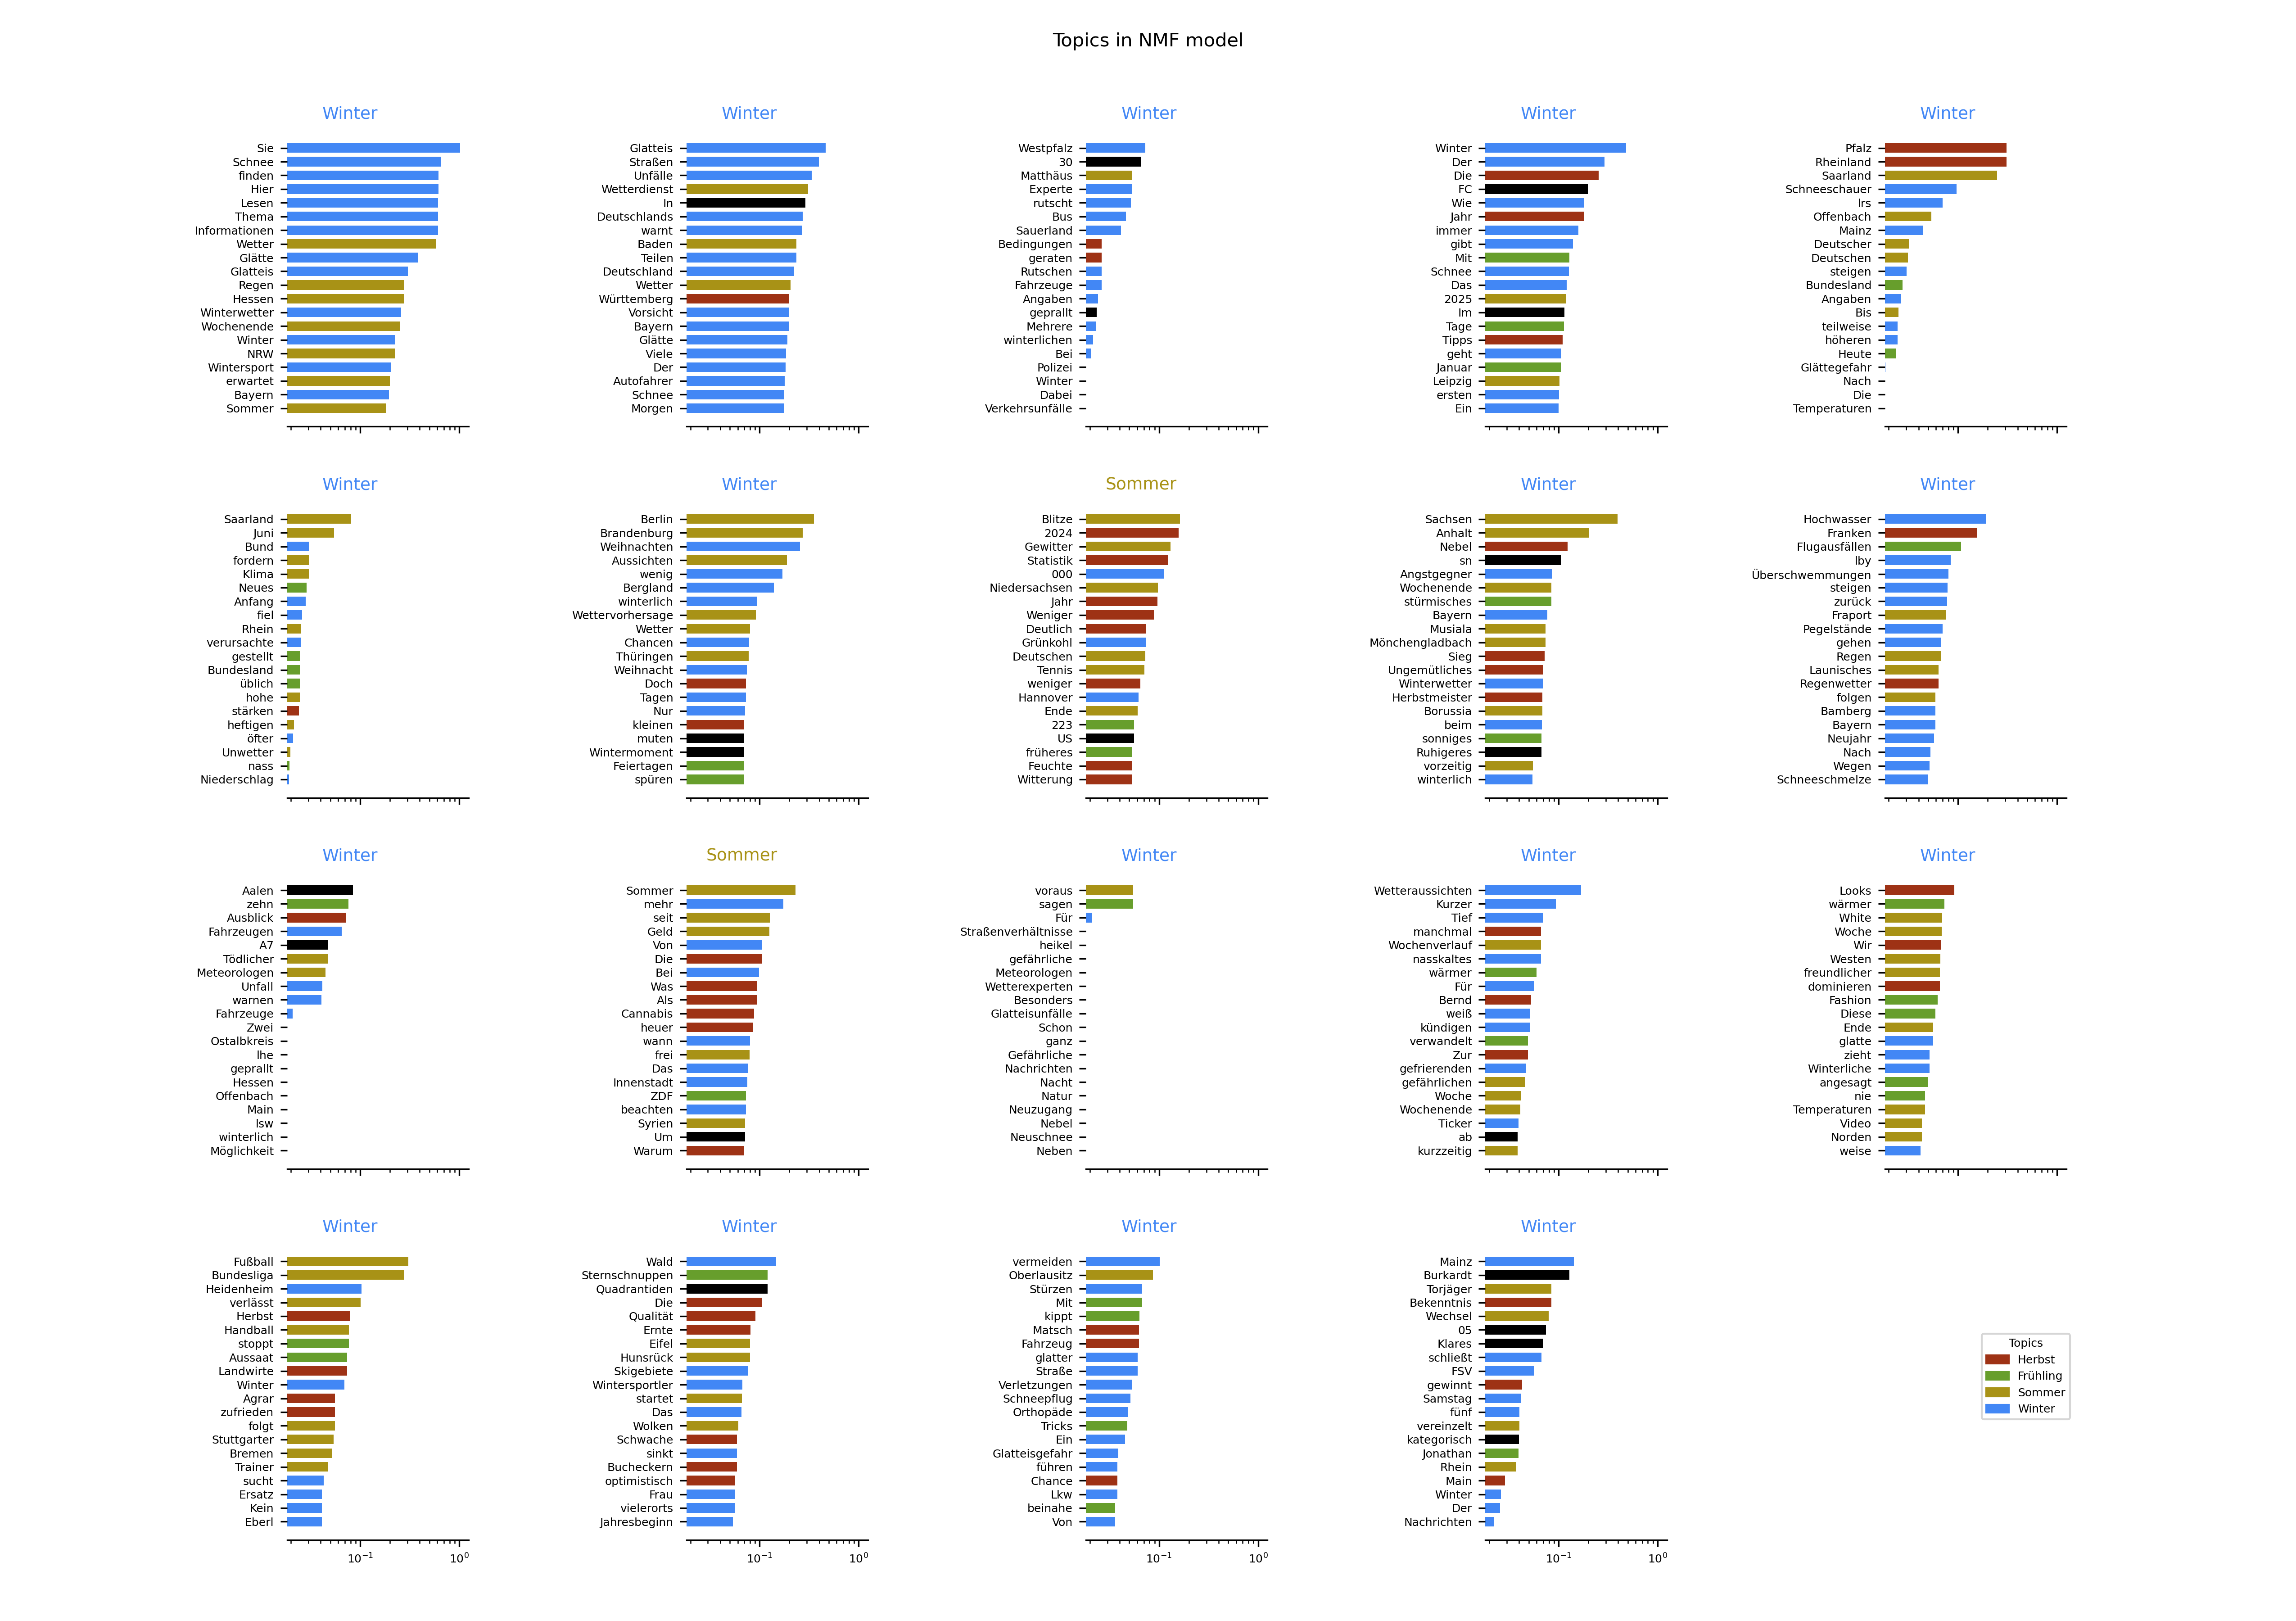 Topics in NMF model
Winter
Sie
Schnee
finden
Hier
Lesen
Thema
Informationen
Wetter
Glätte
Glatteis
Regen
Hessen
Winterwetter
Wochenende
Winter
NRW
Wintersport
erwartet
Bayern
Sommer
Winter
Glatteis
Straßen
Unfälle
Wetterdienst
In
Deutschlands
warnt
Baden
Teilen
Deutschland
Wetter
Württemberg
Vorsicht
Bayern
Glätte
Viele
Der
Autofahrer
Schnee
Morgen
Winter
Westpfalz
30
Matthäus
Experte
rutscht
Bus
Sauerland
Bedingungen
geraten
Rutschen
Fahrzeuge
Angaben
geprallt
Mehrere
winterlichen
Bei
Polizei
Winter
Dabei
Verkehrsunfälle
Winter
Winter
Der
Die
FC
Wie
Jahr
immer
gibt
Mit
Schnee
Das
2025
Im
Tage
Tipps
geht
Januar
Leipzig
ersten
Ein
Winter
Pfalz
Rheinland
Saarland
Schneeschauer
lrs
Offenbach
Mainz
Deutscher
Deutschen
steigen
Bundesland
Angaben
Bis
teilweise
höheren
Heute
Glättegefahr
Nach
Die
Temperaturen
Winter
Saarland
Juni
Bund
fordern
Klima
Neues
Anfang
fiel
Rhein
verursachte
gestellt
Bundesland
üblich
hohe
stärken
heftigen
öfter
Unwetter
nass
Niederschlag
Winter
Berlin
Brandenburg
Weihnachten
Aussichten
wenig
Bergland
winterlich
Wettervorhersage
Wetter
Chancen
Thüringen
Weihnacht
Doch
Tagen
Nur
kleinen
muten
Wintermoment
Feiertagen
spüren
Sommer
Blitze
2024
Gewitter
Statistik
000
Niedersachsen
Jahr
Weniger
Deutlich
Grünkohl
Deutschen
Tennis
weniger
Hannover
Ende
223
US
früheres
Feuchte
Witterung
Winter
Sachsen
Anhalt
Nebel
sn
Angstgegner
Wochenende
stürmisches
Bayern
Musiala
Mönchengladbach
Sieg
Ungemütliches
Winterwetter
Herbstmeister
Borussia
beim
sonniges
Ruhigeres
vorzeitig
winterlich
Winter
Hochwasser
Franken
Flugausfällen
lby
Überschwemmungen
steigen
zurück
Fraport
Pegelstände
gehen
Regen
Launisches
Regenwetter
folgen
Bamberg
Bayern
Neujahr
Nach
Wegen
Schneeschmelze
Winter
Aalen
zehn
Ausblick
Fahrzeugen
A7
Tödlicher
Meteorologen
Unfall
warnen
Fahrzeuge
Zwei
Ostalbkreis
lhe
geprallt
Hessen
Offenbach
Main
lsw
winterlich
Möglichkeit
Sommer
Sommer
mehr
seit
Geld
Von
Die
Bei
Was
Als
Cannabis
heuer
wann
frei
Das
Innenstadt
ZDF
beachten
Syrien
Um
Warum
Winter
voraus
sagen
Für
Straßenverhältnisse
heikel
gefährliche
Meteorologen
Wetterexperten
Besonders
Glatteisunfälle
Schon
ganz
Gefährliche
Nachrichten
Nacht
Natur
Neuzugang
Nebel
Neuschnee
Neben
Winter
Wetteraussichten
Kurzer
Tief
manchmal
Wochenverlauf
nasskaltes
wärmer
Für
Bernd
weiß
kündigen
verwandelt
Zur
gefrierenden
gefährlichen
Woche
Wochenende
Ticker
ab
kurzzeitig
Winter
Looks
wärmer
White
Woche
Wir
Westen
freundlicher
dominieren
Fashion
Diese
Ende
glatte
zieht
Winterliche
angesagt
nie
Temperaturen
Video
Norden
weise
Winter
Fußball
Bundesliga
Heidenheim
verlässt
Herbst
Handball
stoppt
Aussaat
Landwirte
Winter
Agrar
zufrieden
folgt
Stuttgarter
Bremen
Trainer
sucht
Ersatz
Kein
Eberl
10⁻¹ 10⁰
Winter
Wald
Sternschnuppen
Quadrantiden
Die
Qualität
Ernte
Eifel
Hunsrück
Skigebiete
Wintersportler
startet
Das
Wolken
Schwache
sinkt
Bucheckern
optimistisch
Frau
vielerorts
Jahresbeginn
10⁻¹ 10⁰
Winter
vermeiden
Oberlausitz
Stürzen
Mit
kippt
Matsch
Fahrzeug
glatter
Straße
Verletzungen
Schneepflug
Orthopäde
Tricks
Ein
Glatteisgefahr
führen
Chance
Lkw
beinahe
Von
10⁻¹ 10⁰
Winter
Mainz
Burkardt
Torjäger
Bekenntnis
Wechsel
05
Klares
schließt
FSV
gewinnt
Samstag
fünf
vereinzelt
kategorisch
Jonathan
Rhein
Main
Winter
Der
Nachrichten
10⁻¹ 10⁰
Topics
Herbst
Frühling
Sommer
Winter